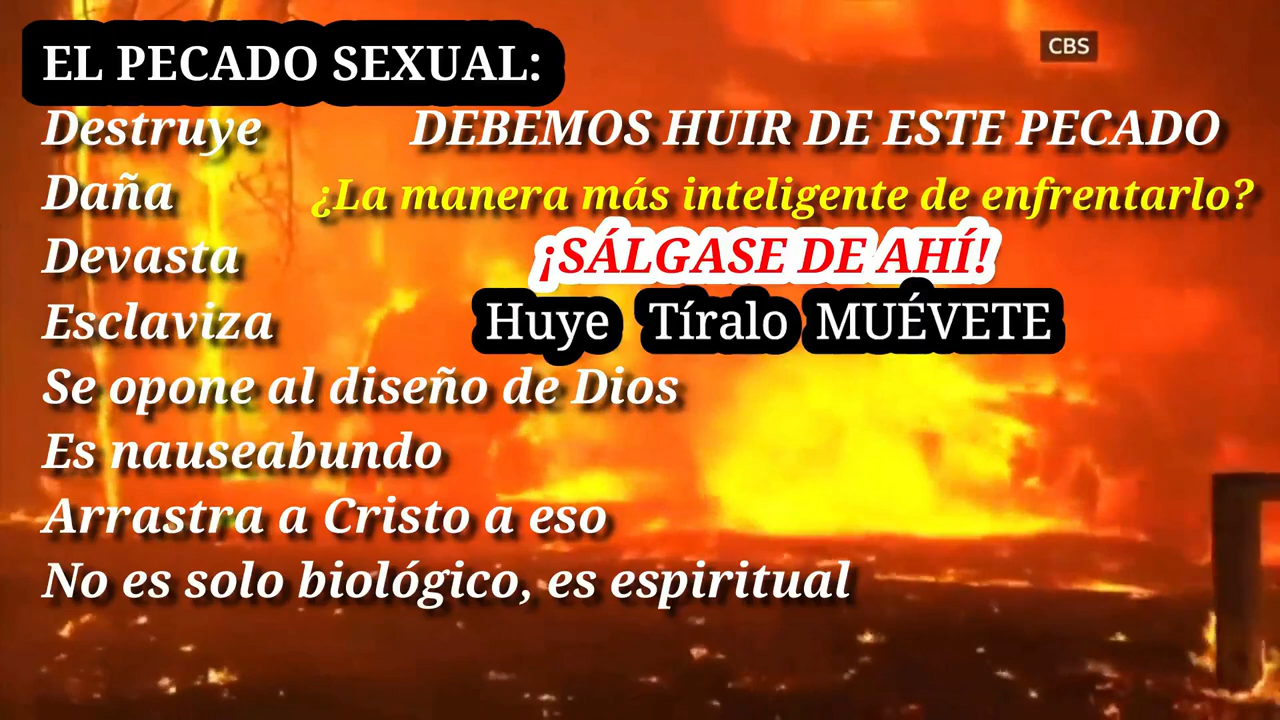 CBS
EL PECADO SEXUAL:
Destruye
Daña
Devasta
Esclaviza
Se opone al diseño de Dios
Es nauseabundo
Arrastra a Cristo a eso
No es solo biológico, es espiritual
DEBEMOS HUIR DE ESTE PECADO
¿La manera más inteligente de enfrentarlo?
¡SÁLGASE DE AHÍ!
Huye Tíralo MUÉVETE